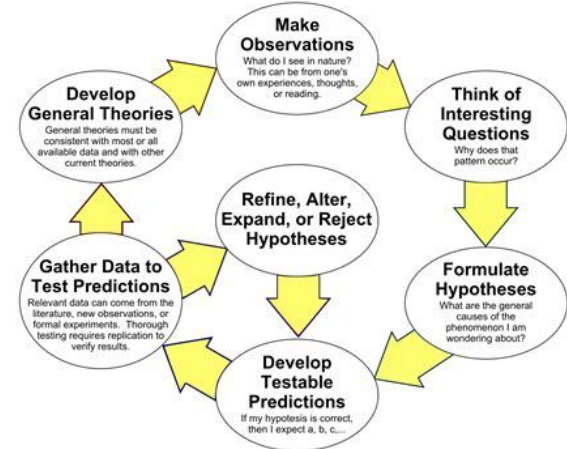 Make
Observations
What do I see in nature?
This can be from one's
own experiences, thoughts,
or reading.
Think of
Interesting
Questions
Why does that
pattern occur?
Formulate
Hypotheses
What are the general
causes of the
phenomenon I am
wondering about?
Develop
Testable
Predictions
If my hypotesis is correct,
then I expect a, b, c,...
Gather Data to
Test Predictions
Relevant data can come from the
literature, new observations, or
formal experiments. Thorough
testing requires replication to
verify results.
Refine, Alter,
Expand, or Reject
Hypotheses
Develop
General Theories
General theories must be
consistent with most or all
available data and with other
current theories.